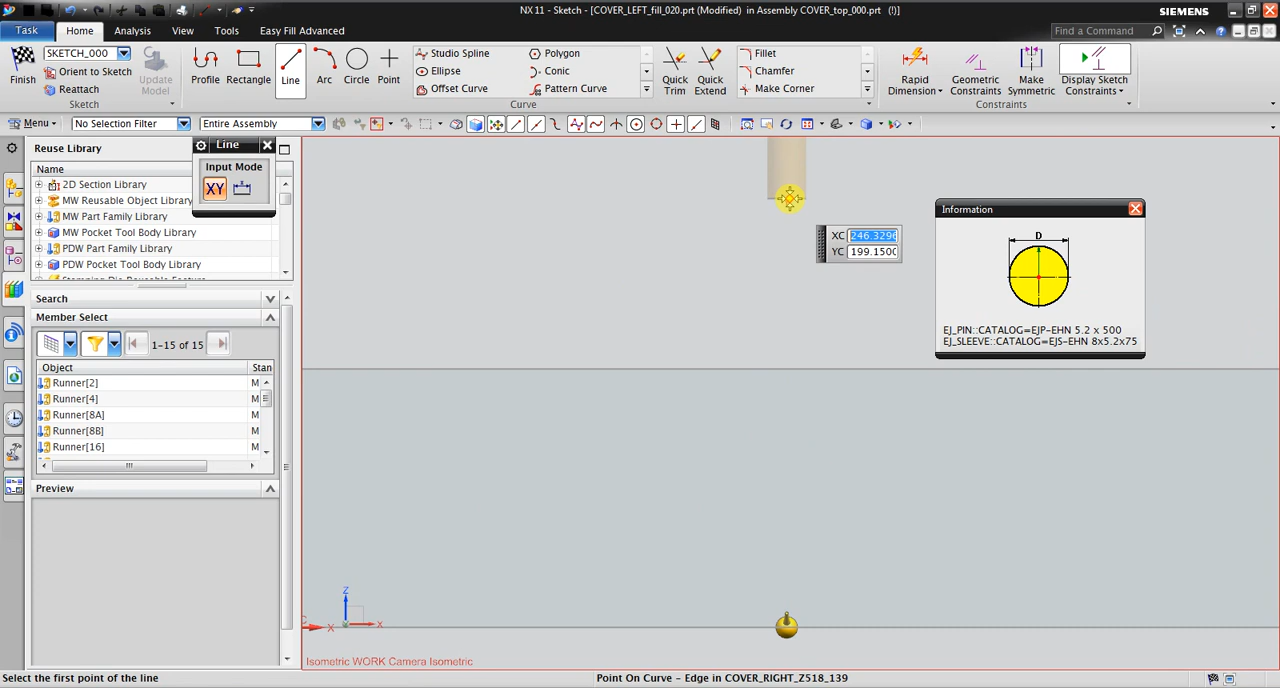 NX 11 - Sketch - [COVER_LEFT_fill_020.prt (Modified) in Assembly COVER_top_000.prt (!)]
SIEMENS
Task
Home
Analysis
View
Tools
Easy Fill Advanced
Find a Command
SKETCH_000
Orient to Sketch
Reattach
Finish
Update Model
Sketch
Profile
Rectangle
Line
Arc
Circle
Point
Studio Spline
Ellipse
Offset Curve
Polygon
Conic
Pattern Curve
Curve
Quick Trim
Quick Extend
Fillet
Chamfer
Make Corner
Rapid Dimension
Geometric Constraints
Make Symmetric
Display Sketch Constraints
Constraints
Menu
No Selection Filter
Entire Assembly
Reuse Library
Name
2D Section Library
MW Reusable Object Library
MW Part Family Library
MW Pocket Tool Body Library
PDW Part Family Library
PDW Pocket Tool Body Library
Line
Input Mode
XY
Search
Member Select
1-15 of 15
Object
Stan
Runner[2]
M
Runner[4]
M
Runner[8A]
M
Runner[8B]
M
Runner[16]
M
Preview
XC 246.3296
YC 199.1500
Information
D
EJ_PIN::CATALOG=EJP-EHN 5.2 x 500
EJ_SLEEVE::CATALOG=EJS-EHN 8x5.2x75
Z
X
x
Isometric WORK Camera Isometric
Select the first point of the line
Point On Curve - Edge in COVER_RIGHT_Z518_139